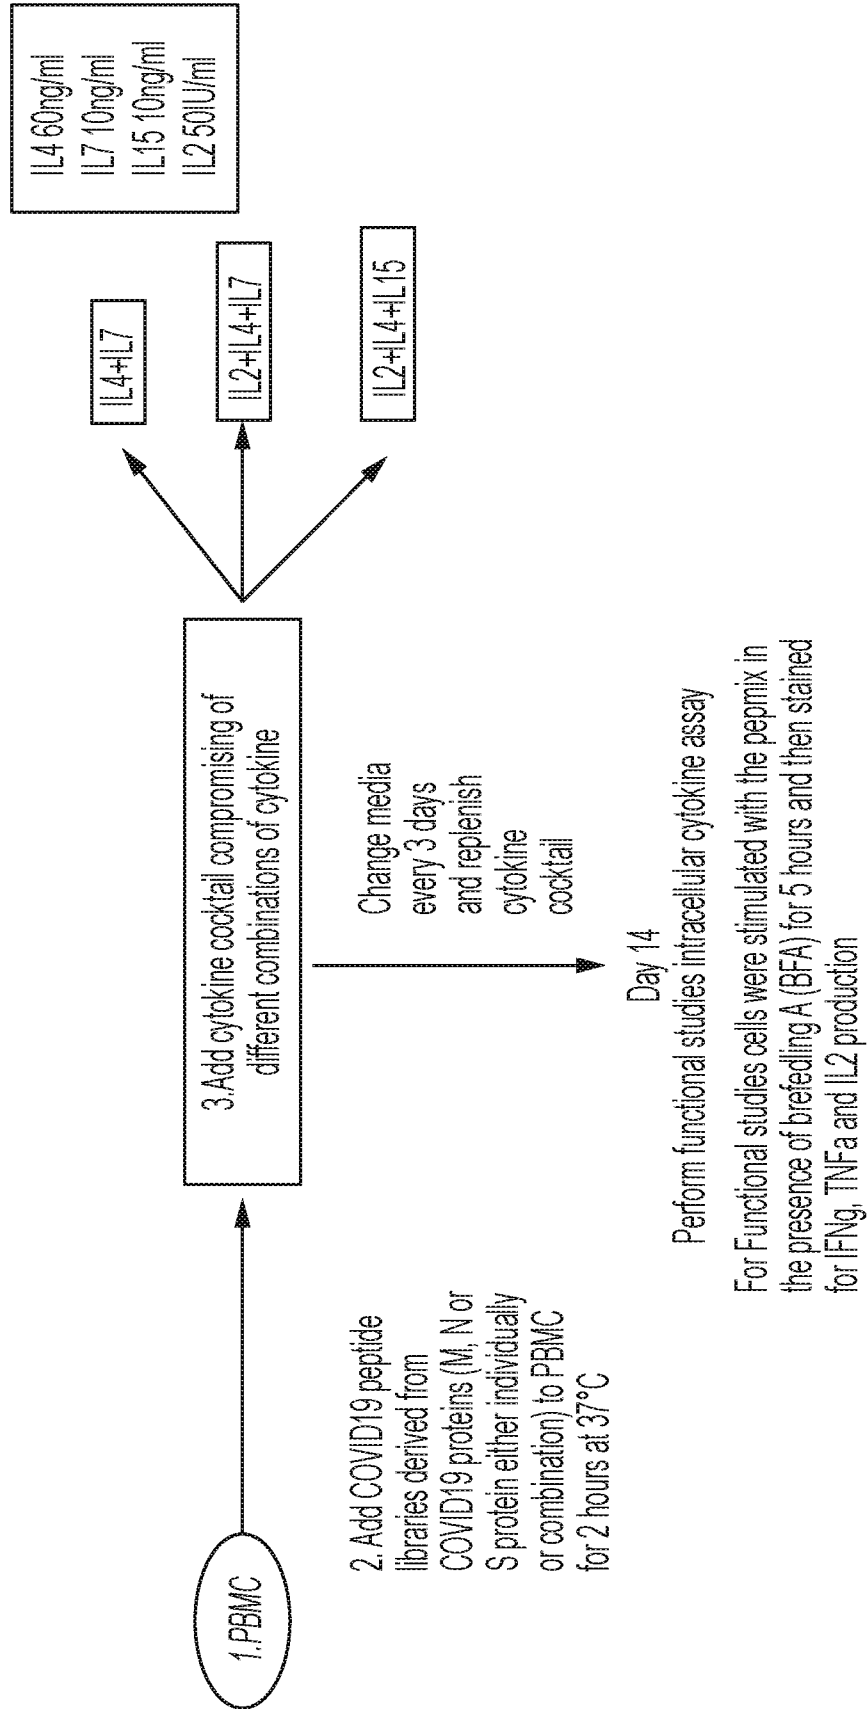 1.PBMC
2. Add COVID19 peptide
libraries derived from
COVID19 proteins (M, N or
S protein either individually
or combination) to PBMC
for 2 hours at 37°C
3.Add cytokine cocktail compromising of
different combinations of cytokine
IL4+IL7
IL2+IL4+IL7
IL2+IL4+IL15
IL4 60ng/ml
IL7 10ng/ml
IL15 10ng/ml
IL2 50IU/ml
Change media
every 3 days
and replenish
cytokine
cocktail
Day 14
Perform functional studies intracellular cytokine assay
For Functional studies cells were stimulated with the pepmix in
the presence of brefedling A (BFA) for 5 hours and then stained
for IFNg, TNFa and IL2 production